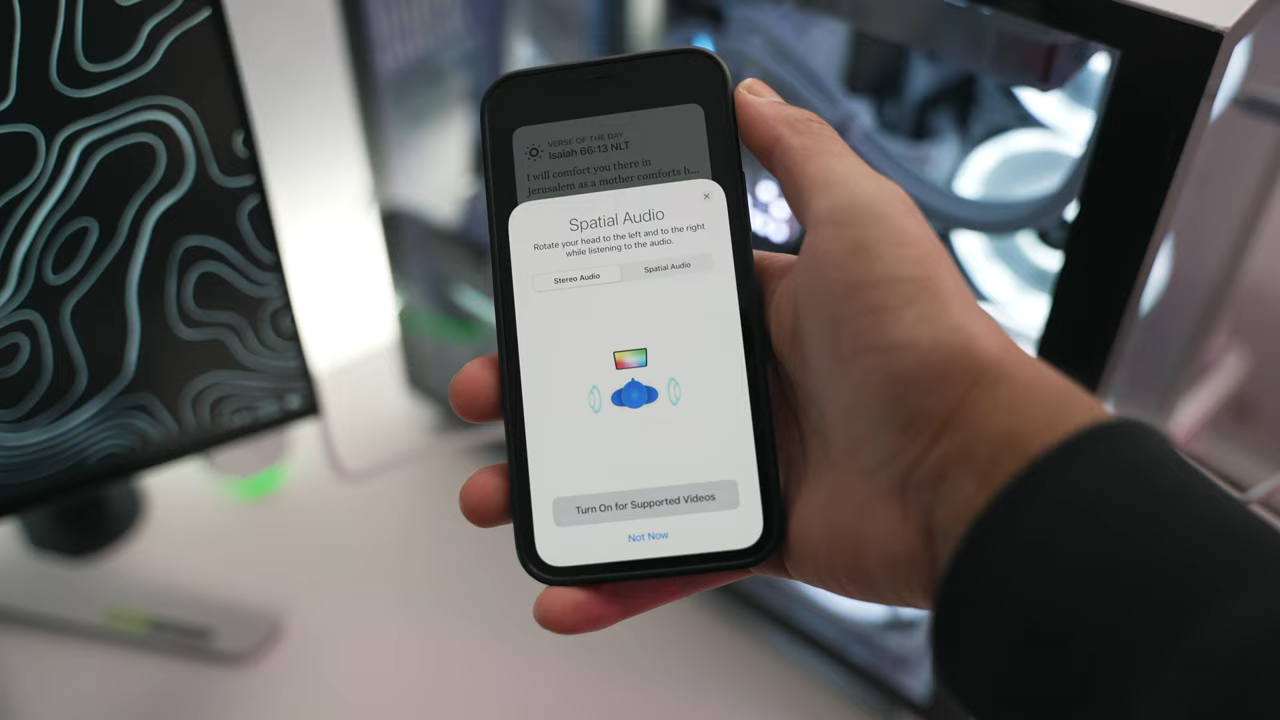 VERSE OF THE DAY
Isaiah 66:13 NLT
I will comfort you there in
Jerusalem as a mother comforts h...
Spatial Audio
Rotate your head to the left and to the right
while listening to the audio.
Stereo Audio
Spatial Audio
Turn On for Supported Videos
Not Now